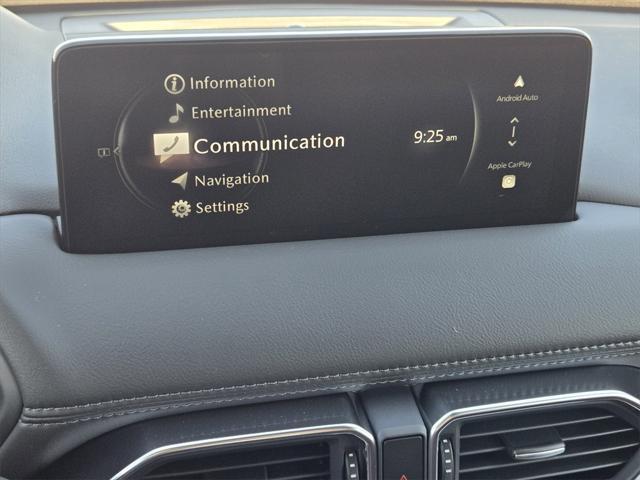 Information
Entertainment
Communication
Navigation
Settings
9:25 am
Android Auto
Apple CarPlay